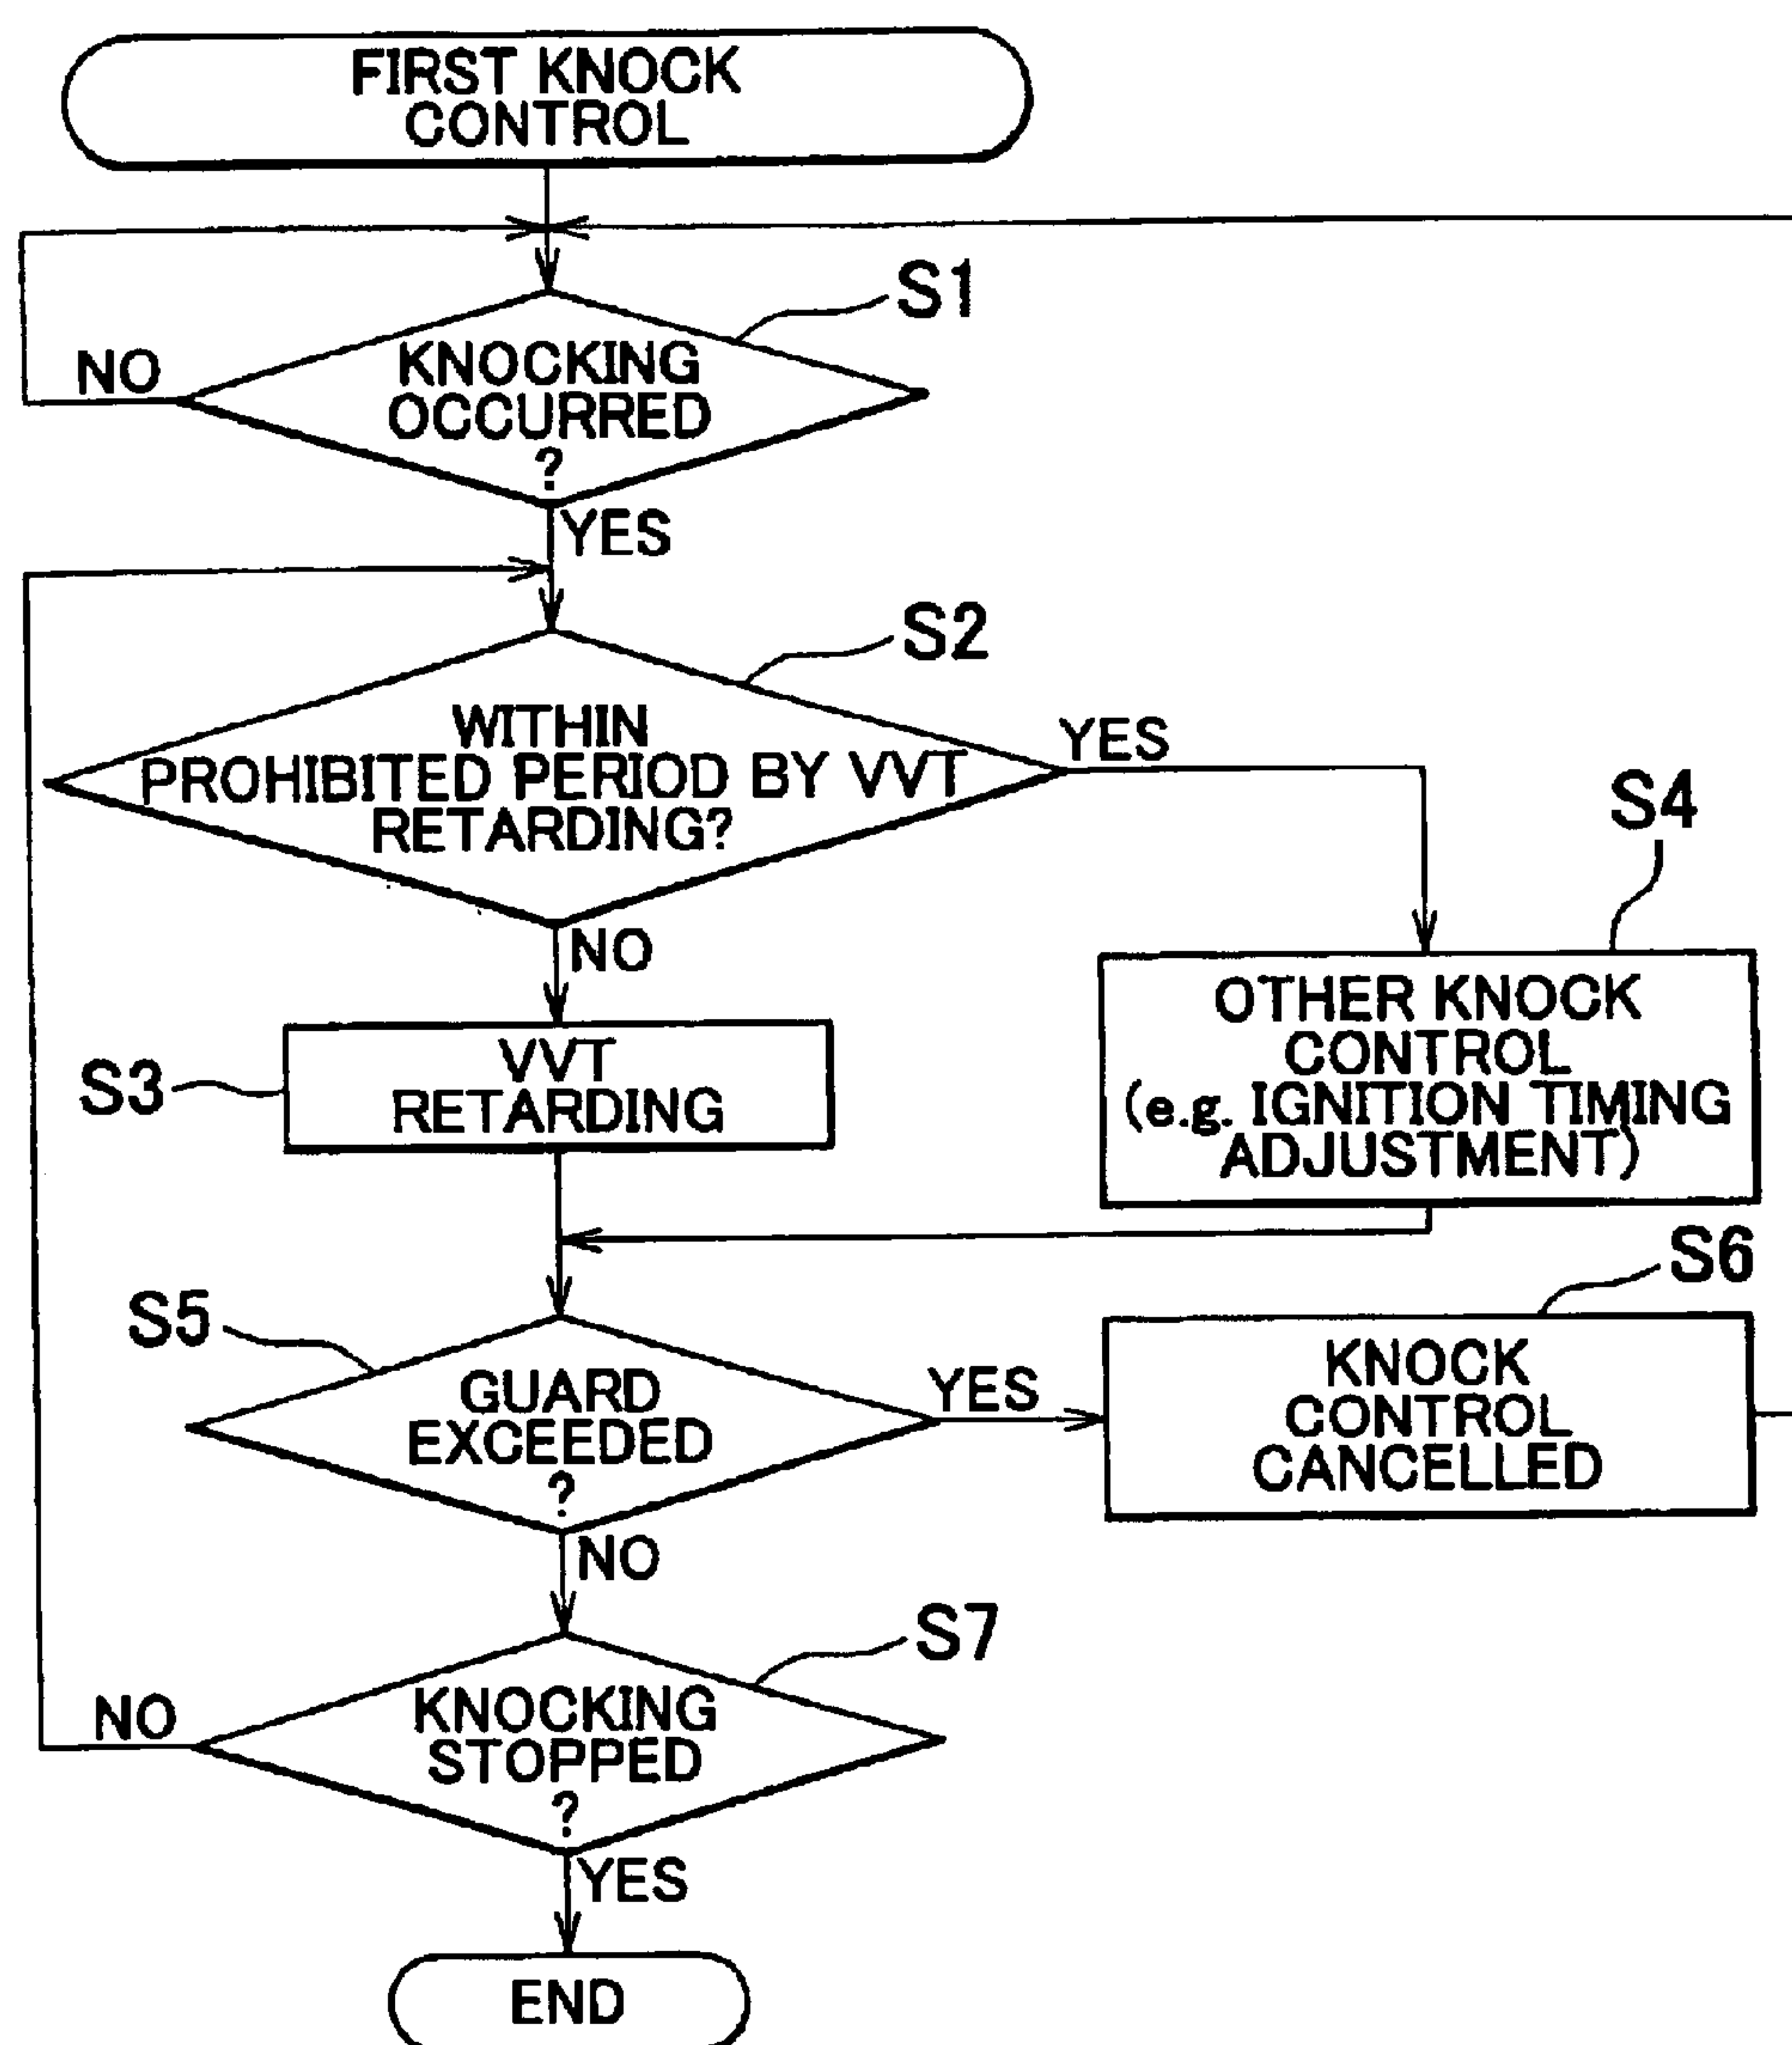 FIRST KNOCK
CONTROL
S1
NO
KNOCKING
OCCURRED
?
YES
S2
WITHIN
PROHIBITED PERIOD BY VVT
RETARDING?
YES
S4
NO
OTHER KNOCK
CONTROL
(e.g. IGNITION TIMING
ADJUSTMENT)
S3
VVT
RETARDING
S6
S5
GUARD
EXCEEDED
?
YES
KNOCK
CONTROL
CANCELLED
NO
S7
NO
KNOCKING
STOPPED
?
YES
END